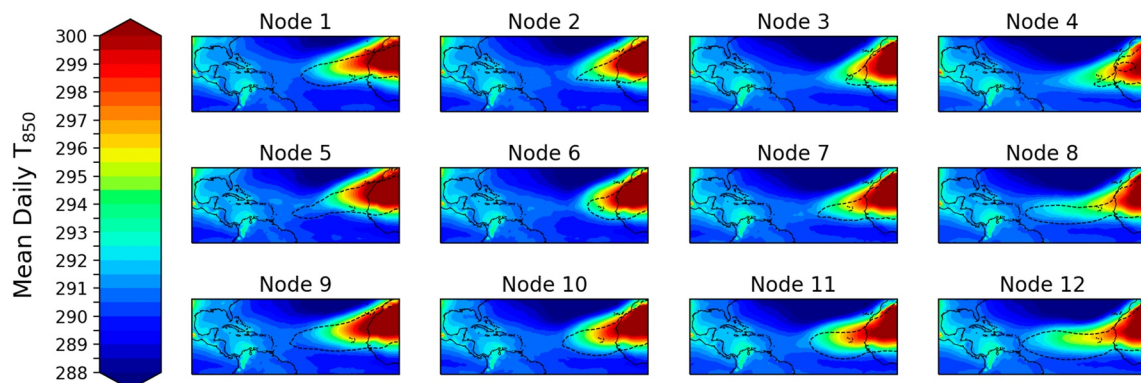 Mean Daily T₈₅₀
300
299
298
297
296
295
294
293
292
291
290
289
288
Node 1
Node 2
Node 3
Node 4
Node 5
Node 6
Node 7
Node 8
Node 9
Node 10
Node 11
Node 12